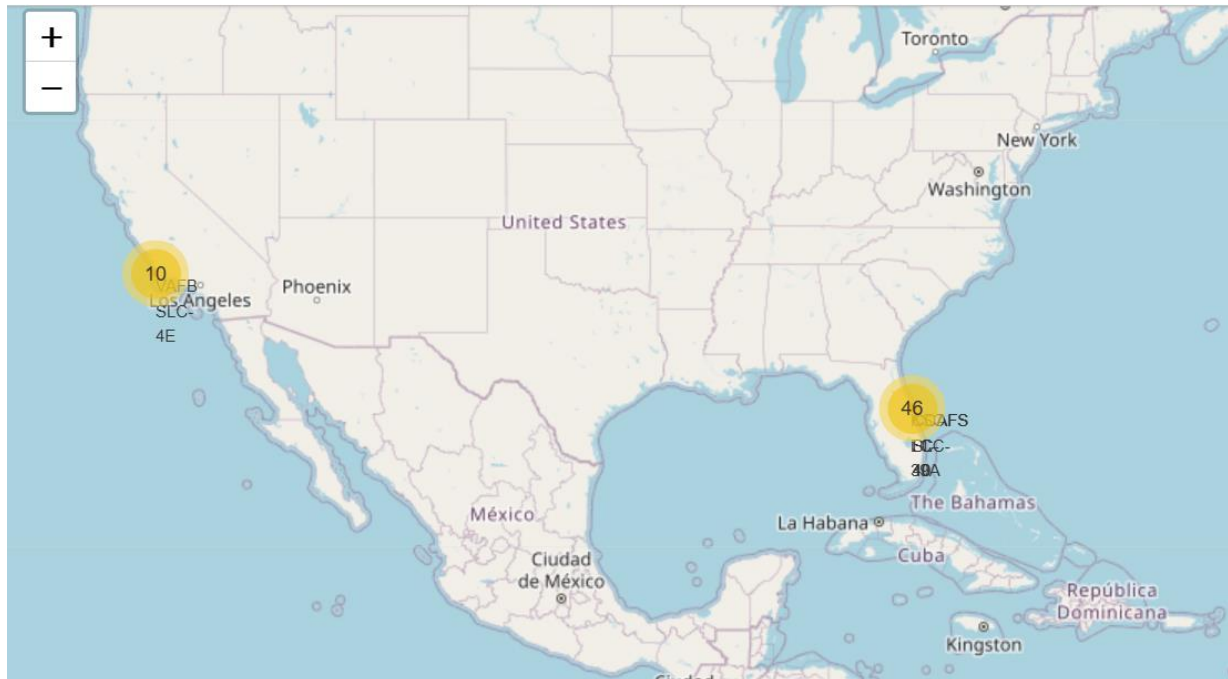 +
−
Toronto
New York
Washington
United States
10
VAFB
SLC-
4E
Los Angeles
Phoenix
46
The Bahamas
La Habana
México
Cuba
Ciudad
de México
República
Dominicana
Kingston